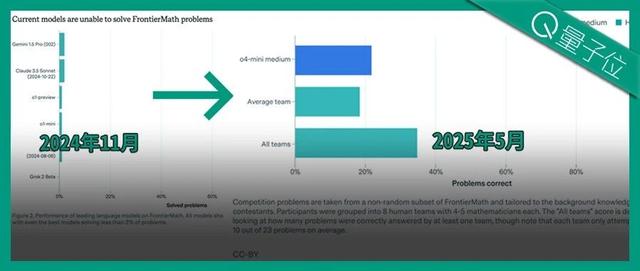 Current models are unable to solve FrontierMath problems
量子位
medium
H
Gemini 1.5 Pro (002)
Claude 3.5 Sonnet
(2024-10-22)
o1-preview
o1-mini
(2024-08-06)
Grok 2 Beta
0%
20%
40%
60%
Solved problems
2024年11月
o4-mini medium
Average team
All teams
0%
20%
40%
60%
80%
Problems correct
2025年5月
Figure 2. Performance of leading language models on FrontierMath. All models sho
with even the best models solving less than 2% of problems.
Competition problems are taken from a non-random subset of FrontierMath and tailored to the background knowledg
contestants. Participants were grouped into 8 human teams with 4-5 mathematicians each. The "All teams" score is de
looking at how many problems were correctly answered by at least one team, though note that each team only attemp
10 out of 23 problems on average.
CC-BY